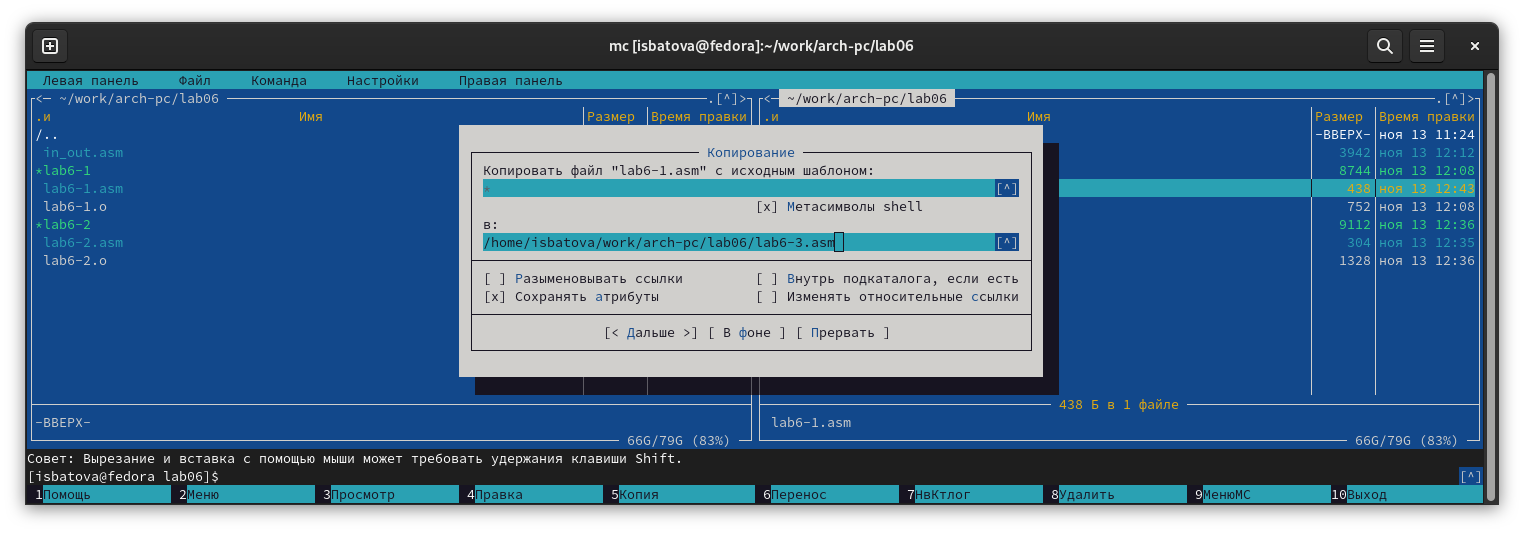 mc [isbatova@fedora]:~/work/arch-pc/lab06
Левая панель Файл Команда Настройки Правая панель
<─ ~/work/arch-pc/lab06 .[^]> <─ ~/work/arch-pc/lab06 .[^]>
.и Имя Размер Время правки .и Имя Размер Время правки
/.. -ВВЕРХ- ноя 13 11:24
in_out.asm 3942 ноя 13 12:12
*lab6-1 8744 ноя 13 12:08
lab6-1.asm 438 ноя 13 12:43
lab6-1.o 752 ноя 13 12:08
*lab6-2 9112 ноя 13 12:36
lab6-2.asm 304 ноя 13 12:35
lab6-2.o 1328 ноя 13 12:36
Копирование
Копировать файл "lab6-1.asm" с исходным шаблоном:
* [^]
[x] Метасимволы shell
в:
/home/isbatova/work/arch-pc/lab06/lab6-3.asm [^]
[ ] Разыменовывать ссылки [ ] Внутрь подкаталога, если есть
[x] Сохранять атрибуты [ ] Изменять относительные ссылки
[< Дальше >] [ В фоне ] [ Прервать ]
438 Б в 1 файле
-ВВЕРХ- lab6-1.asm
66G/79G (83%) 66G/79G (83%)
Совет: Вырезание и вставка с помощью мыши может требовать удержания клавиши Shift.
[isbatova@fedora lab06]$ [^]
1Помощь 2Меню 3Просмотр 4Правка 5Копия 6Перенос 7НвКтлог 8Удалить 9МенюМС 10Выход